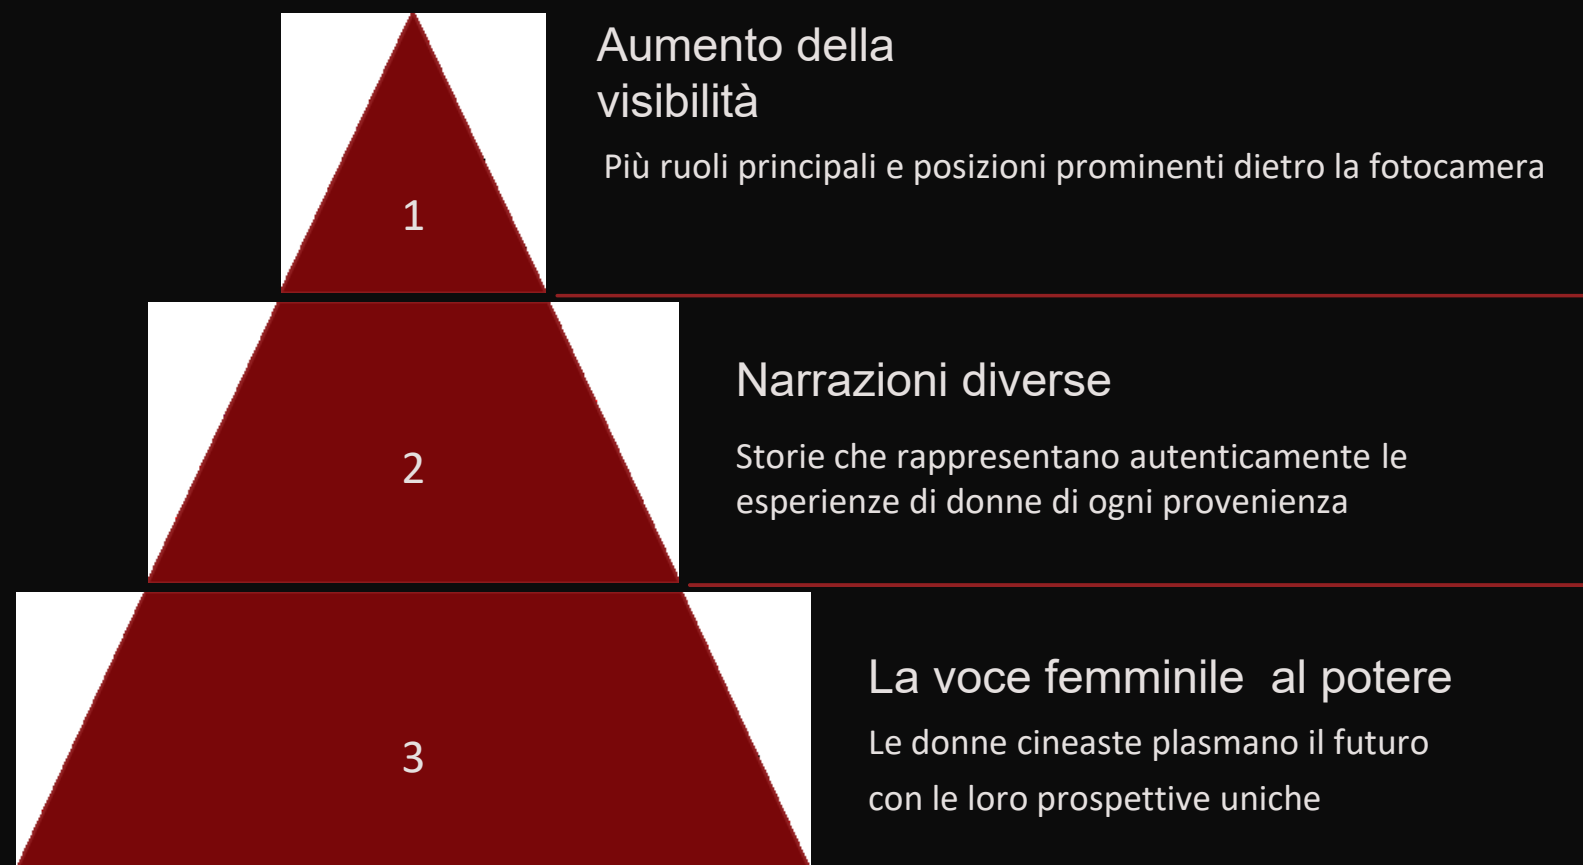 Aumento della
visibilità
Più ruoli principali e posizioni prominenti dietro la fotocamera
1
Narrazioni diverse
Storie che rappresentano autenticamente le
esperienze di donne di ogni provenienza
2
La voce femminile  al potere
Le donne cineaste plasmano il futuro
con le loro prospettive uniche
3